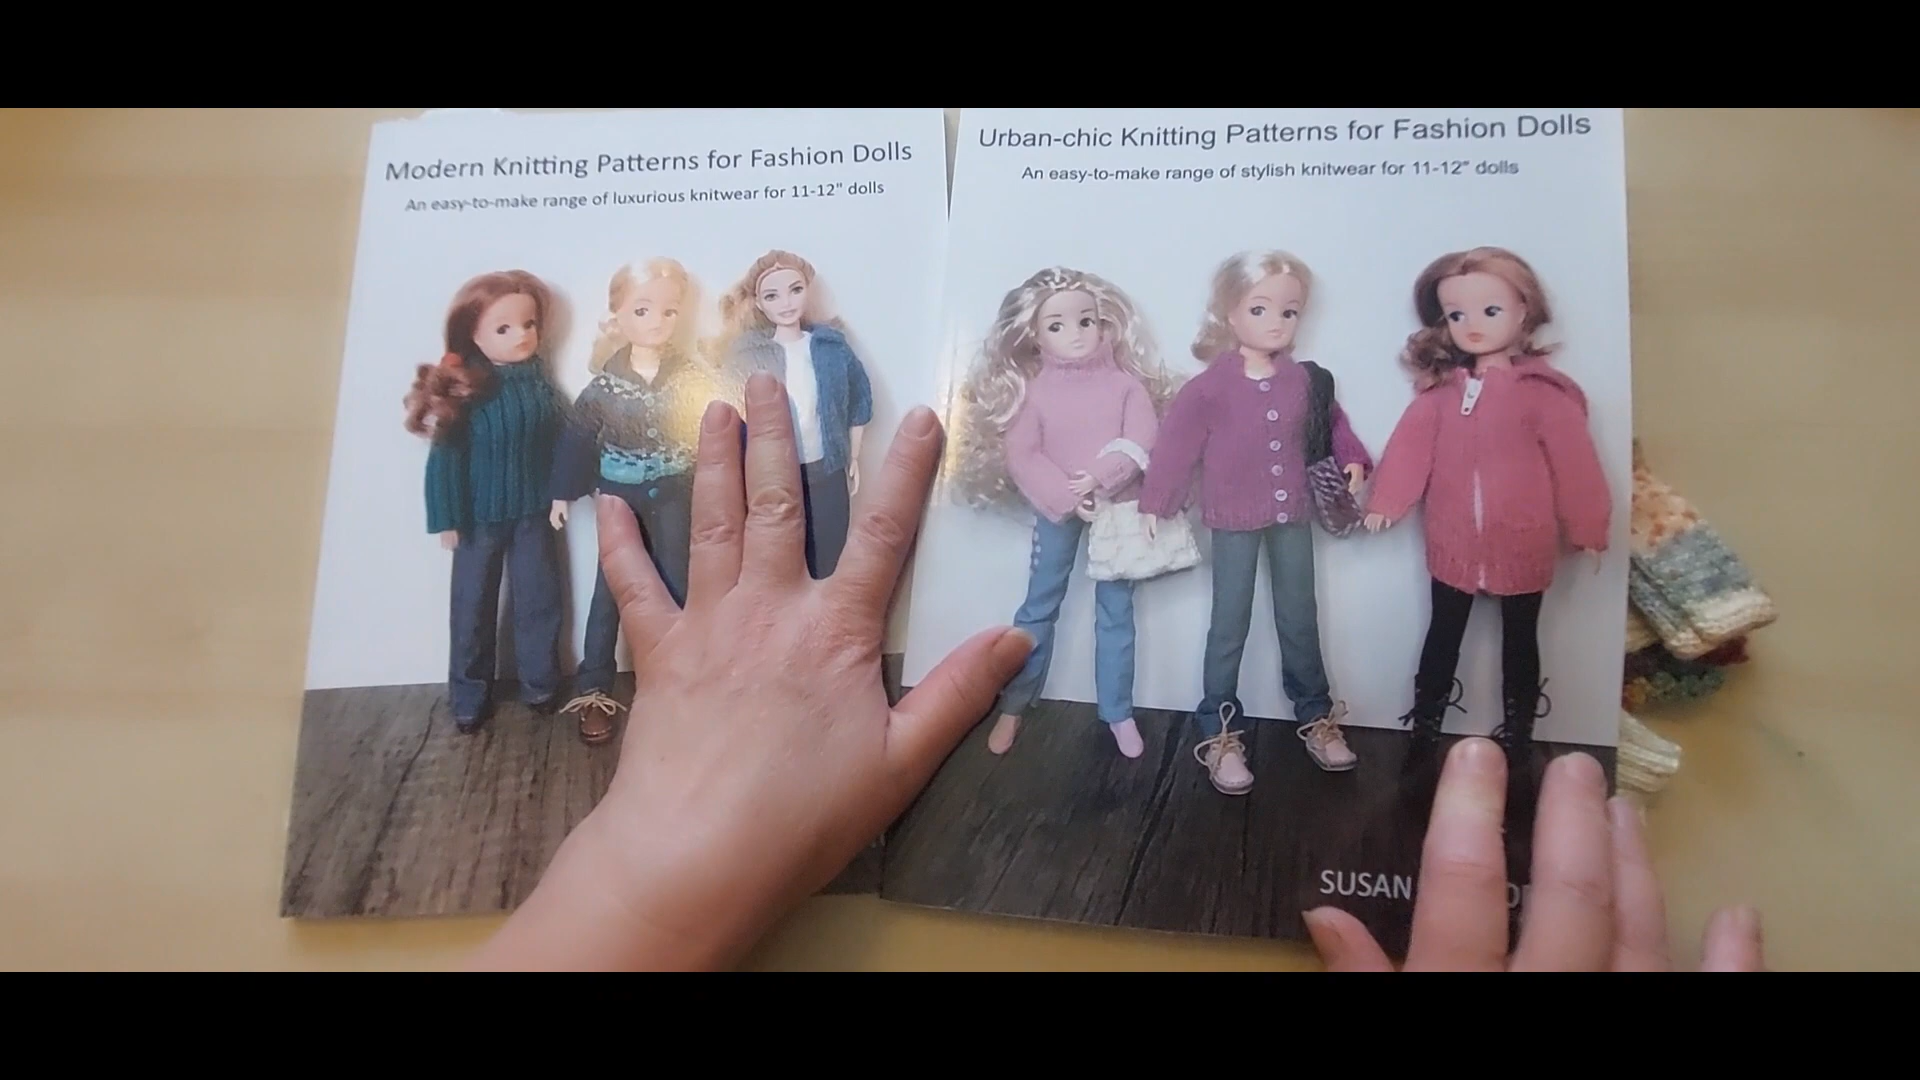 Modern Knitting Patterns for Fashion Dolls
An easy-to-make range of luxurious knitwear for 11-12" dolls
Urban-chic Knitting Patterns for Fashion Dolls
An easy-to-make range of stylish knitwear for 11-12" dolls
SUSAN